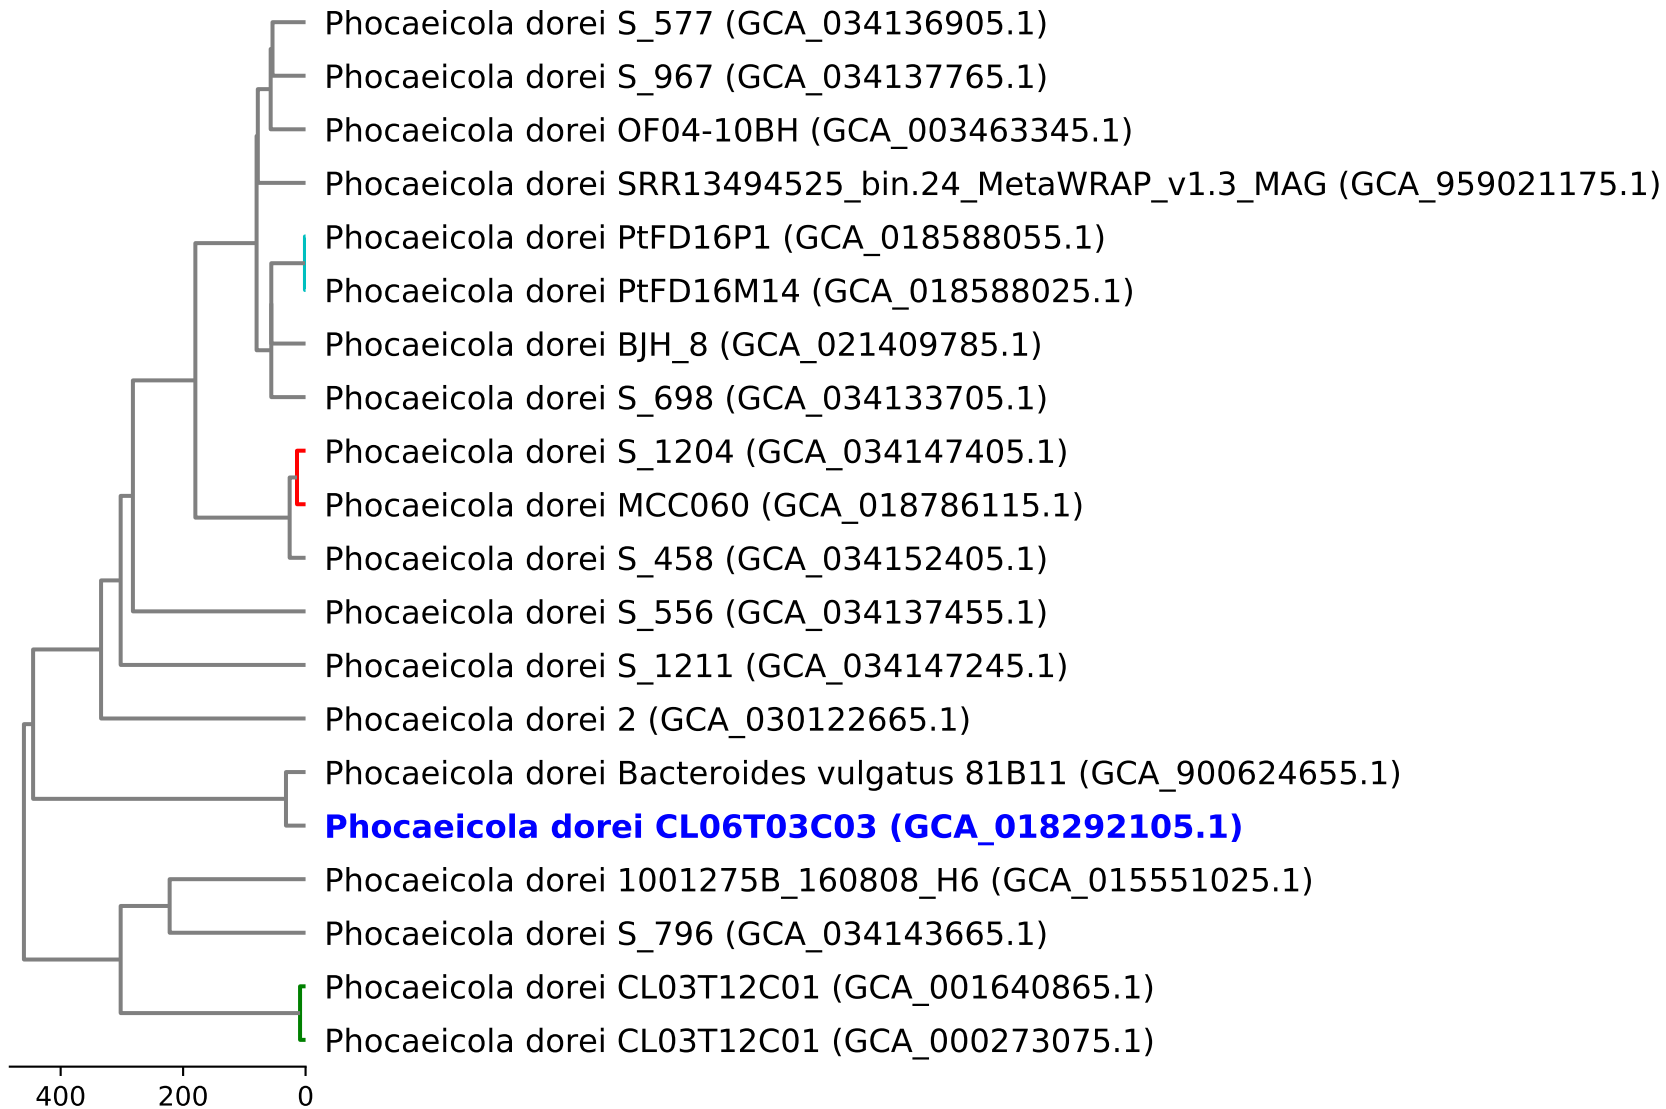 Phocaeicola dorei S_577 (GCA_034136905.1)
Phocaeicola dorei S_967 (GCA_034137765.1)
Phocaeicola dorei OF04-10BH (GCA_003463345.1)
Phocaeicola dorei SRR13494525_bin.24_MetaWRAP_v1.3_MAG (GCA_959021175.1)
Phocaeicola dorei PtFD16P1 (GCA_018588055.1)
Phocaeicola dorei PtFD16M14 (GCA_018588025.1)
Phocaeicola dorei BJH_8 (GCA_021409785.1)
Phocaeicola dorei S_698 (GCA_034133705.1)
Phocaeicola dorei S_1204 (GCA_034147405.1)
Phocaeicola dorei MCC060 (GCA_018786115.1)
Phocaeicola dorei S_458 (GCA_034152405.1)
Phocaeicola dorei S_556 (GCA_034137455.1)
Phocaeicola dorei S_1211 (GCA_034147245.1)
Phocaeicola dorei 2 (GCA_030122665.1)
Phocaeicola dorei Bacteroides vulgatus 81B11 (GCA_900624655.1)
Phocaeicola dorei CL06T03C03 (GCA_018292105.1)
Phocaeicola dorei 1001275B_160808_H6 (GCA_015551025.1)
Phocaeicola dorei S_796 (GCA_034143665.1)
Phocaeicola dorei CL03T12C01 (GCA_001640865.1)
Phocaeicola dorei CL03T12C01 (GCA_000273075.1)
400 200 0